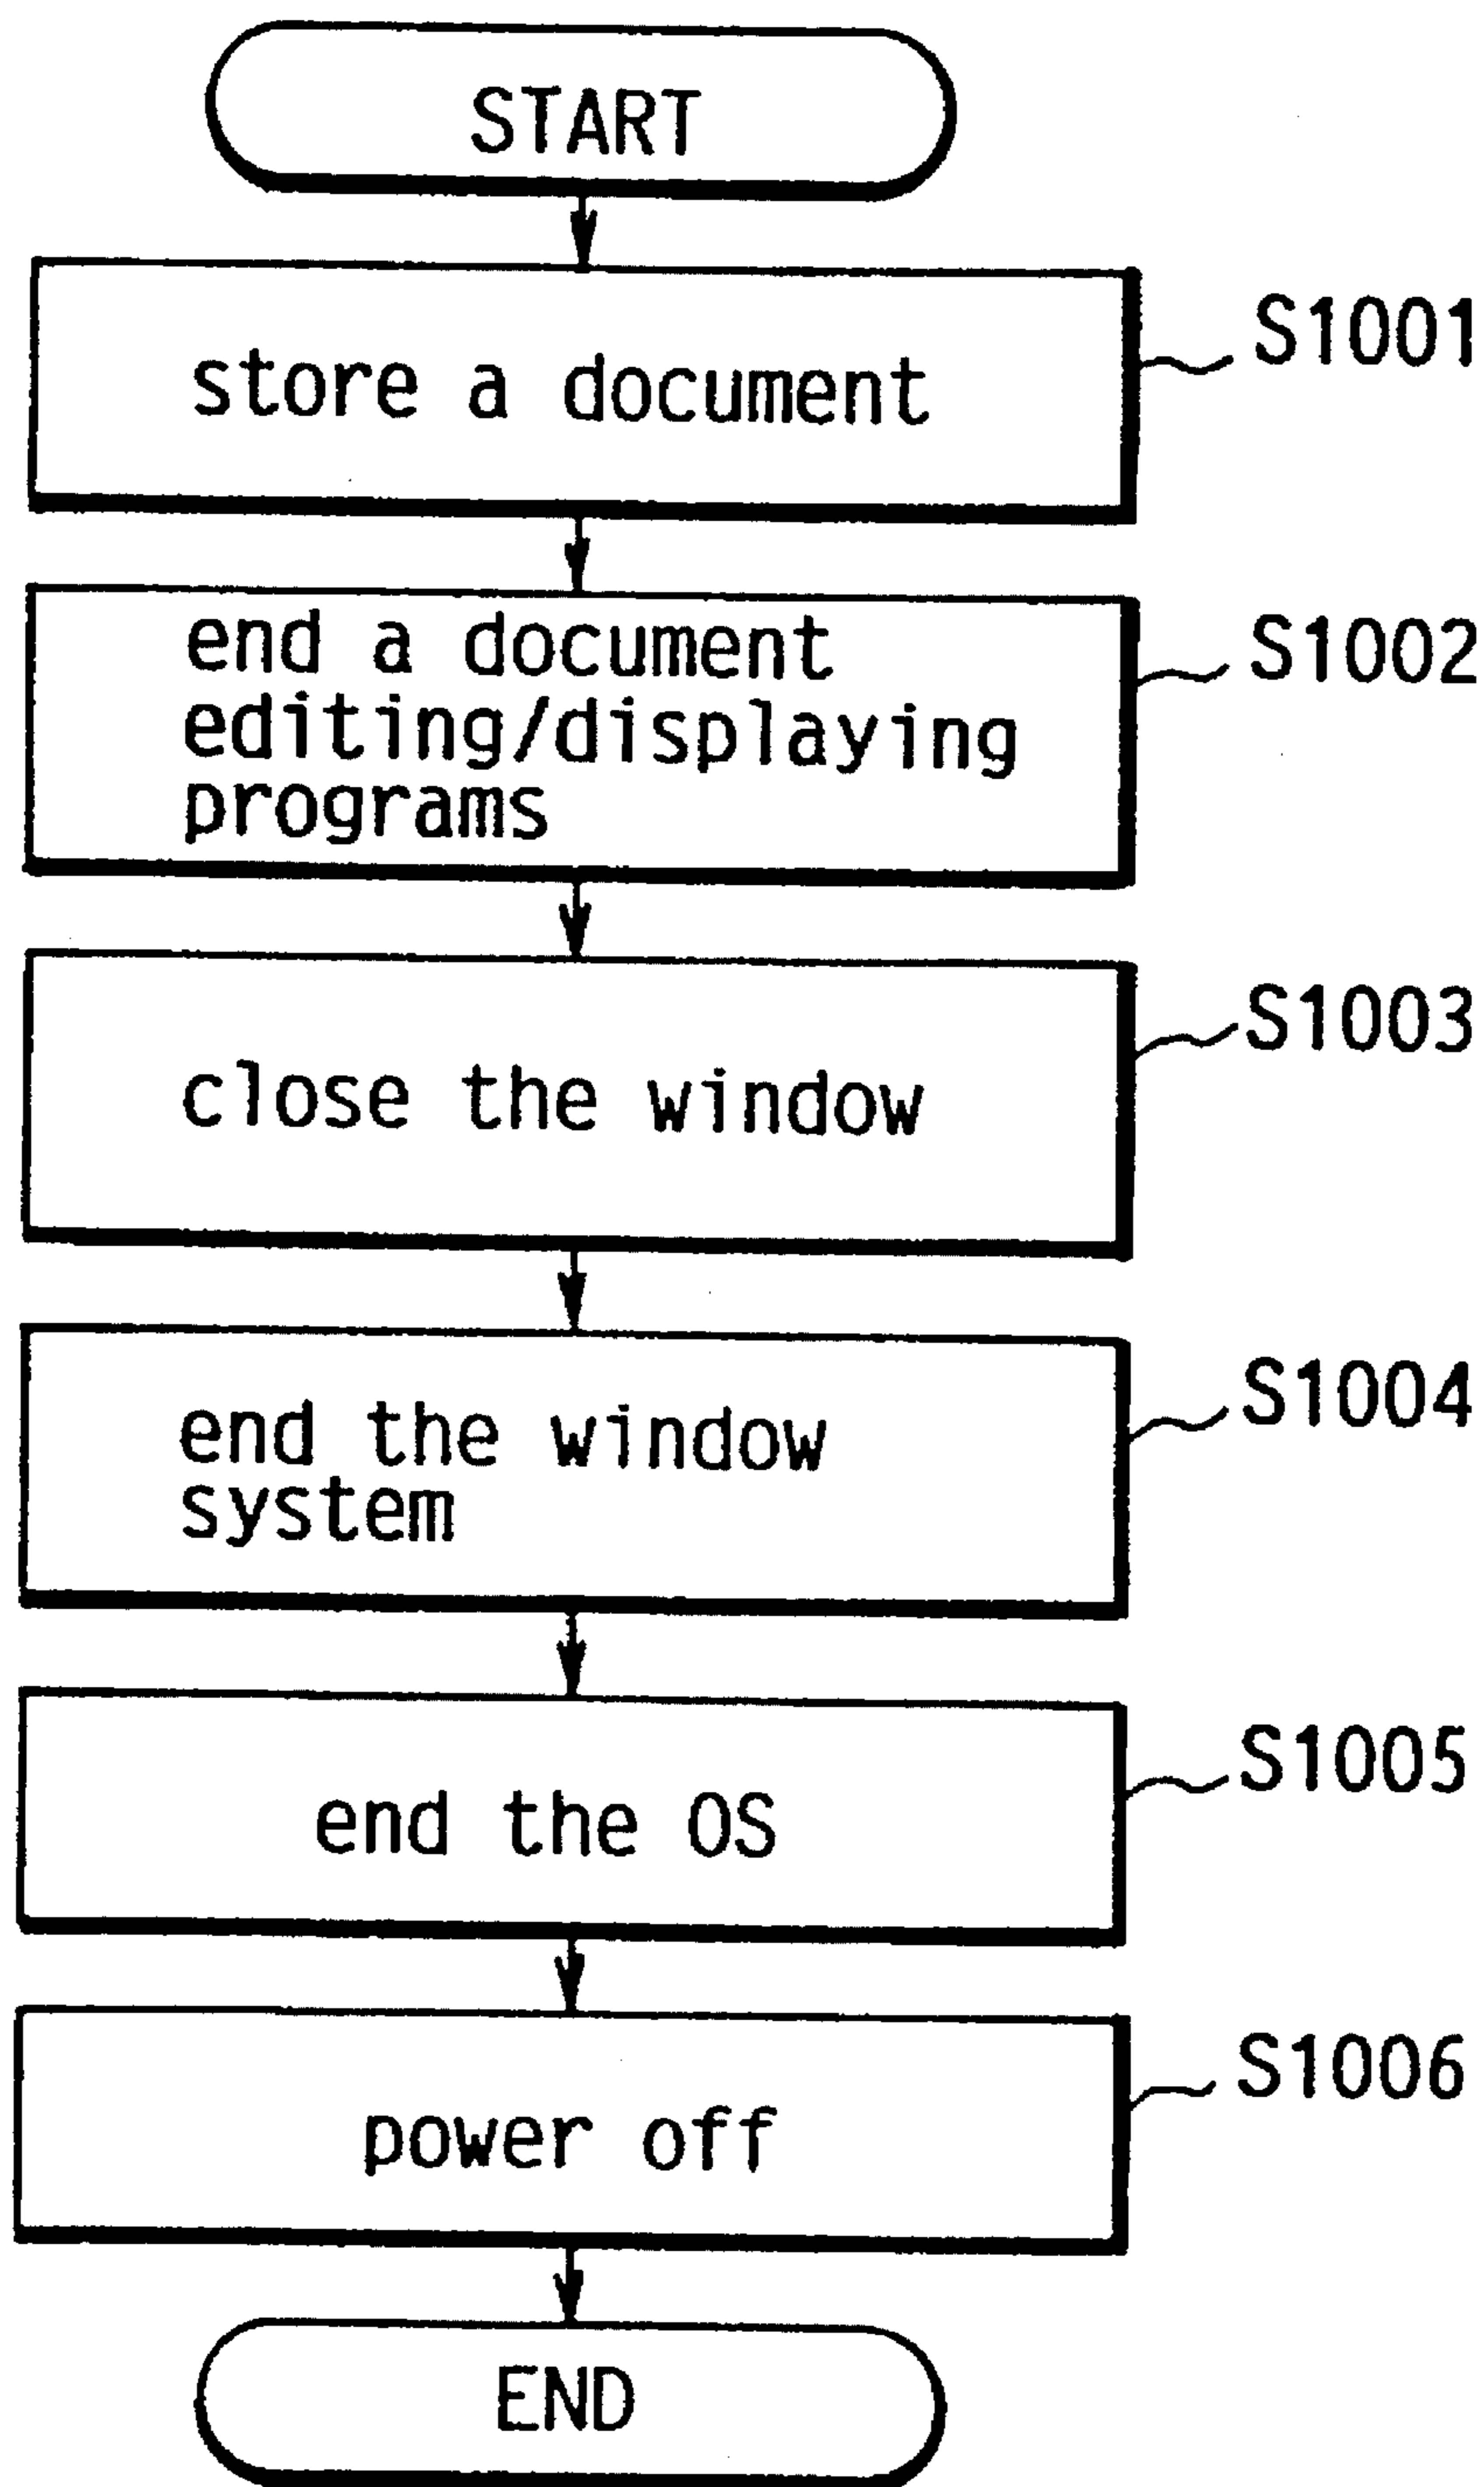 START
store a document
S1001
end a document
editing/displaying
programs
S1002
close the window
S1003
end the window
system
S1004
end the OS
S1005
power off
S1006
END